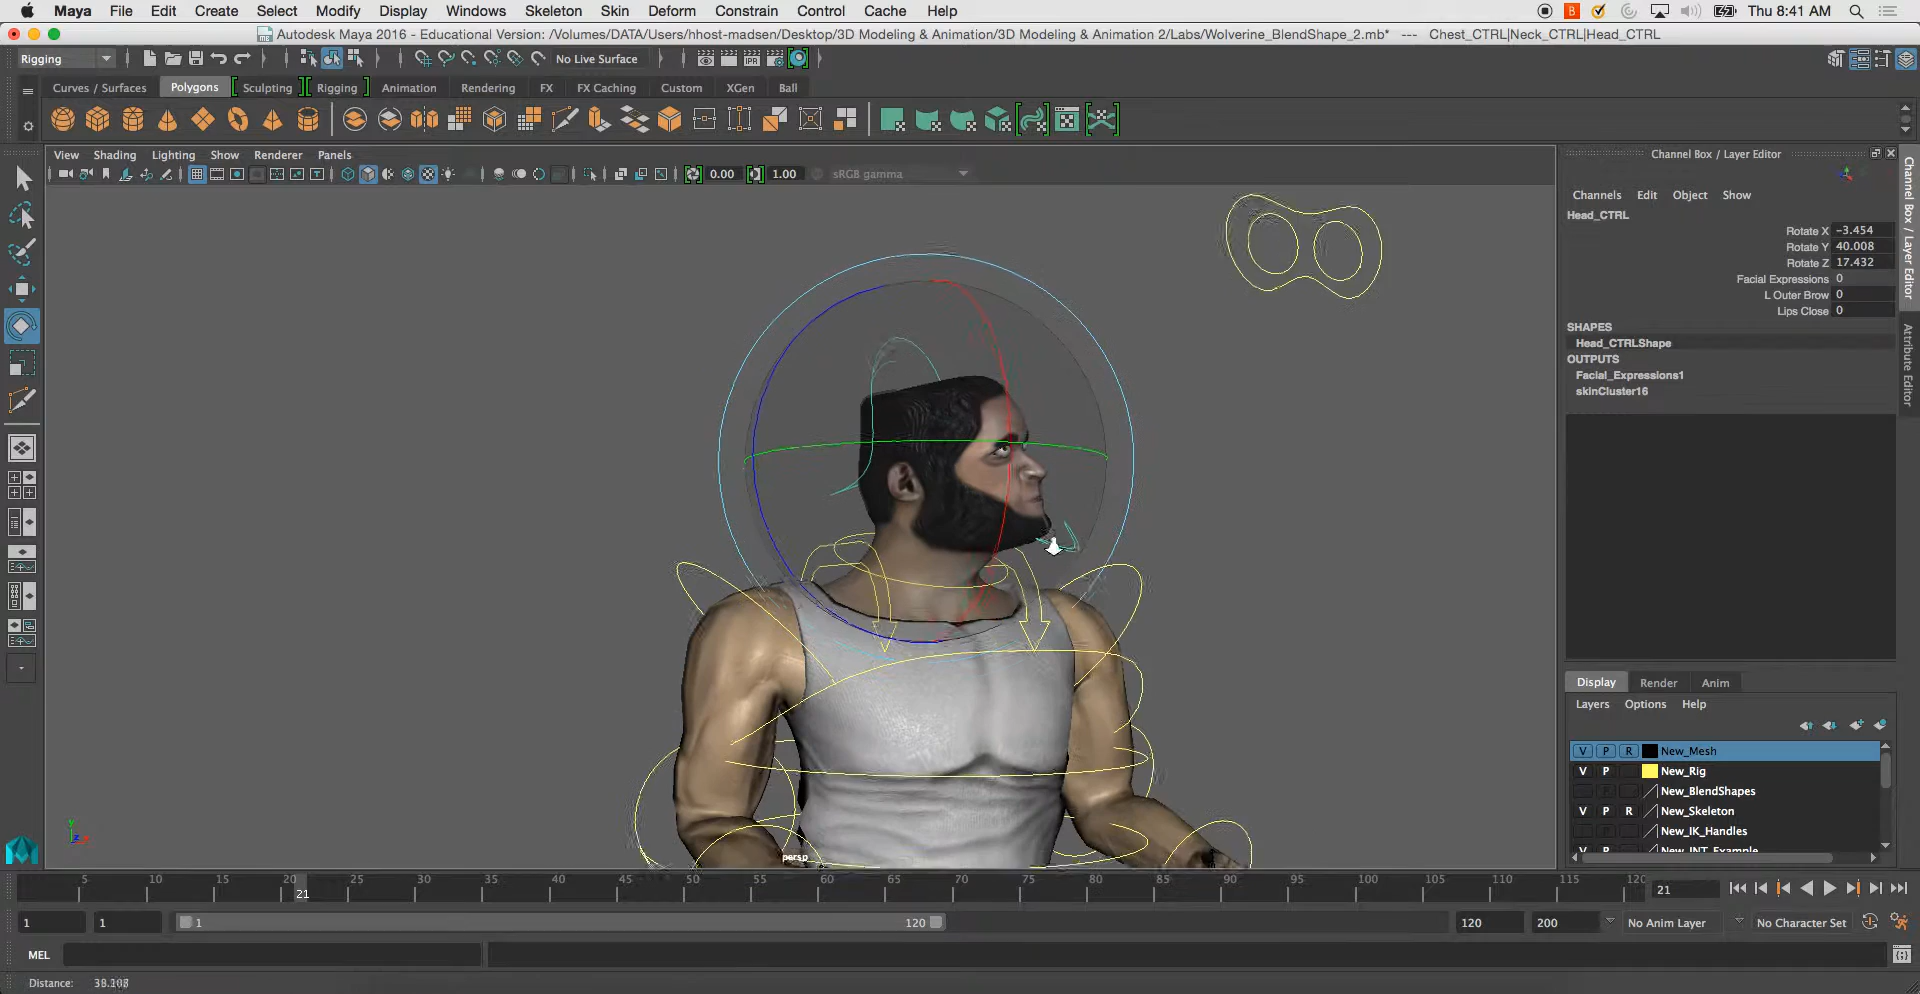 Maya File Edit Create Select Modify Display Windows Skeleton Skin Deform Constrain Control Cache Help Thu 8:41 AM
Autodesk Maya 2016 - Educational Version: /Volumes/DATA/Users/hhost-madsen/Desktop/3D Modeling & Animation/3D Modeling & Animation 2/Labs/Wolverine_BlendShape_2.mb* --- Chest_CTRL|Neck_CTRL|Head_CTRL
Rigging No Live Surface
Curves / Surfaces Polygons Sculpting Rigging Animation Rendering FX FX Caching Custom XGen Ball
View Shading Lighting Show Renderer Panels
0.00 1.00 sRGB gamma
Channel Box / Layer Editor
Channels Edit Object Show
Head_CTRL
Rotate X -3.454
Rotate Y 40.008
Rotate Z 17.432
Facial Expressions 0
L Outer Brow 0
Lips Close 0
SHAPES
Head_CTRLShape
OUTPUTS
Facial_Expressions1
skinCluster16
Channel Box / Layer Editor
Attribute Editor
Display Render Anim
Layers Options Help
V P R New_Mesh
V P New_Rig
New_BlendShapes
V P R New_Skeleton
New_IK_Handles
V P New_INT_Example
persp
5 10 15 20 25 30 35 40 45 50 55 60 65 70 75 80 85 90 95 100 105 110 115 120
21 21
1 1 1 120 120 200 No Anim Layer No Character Set
MEL
Distance: